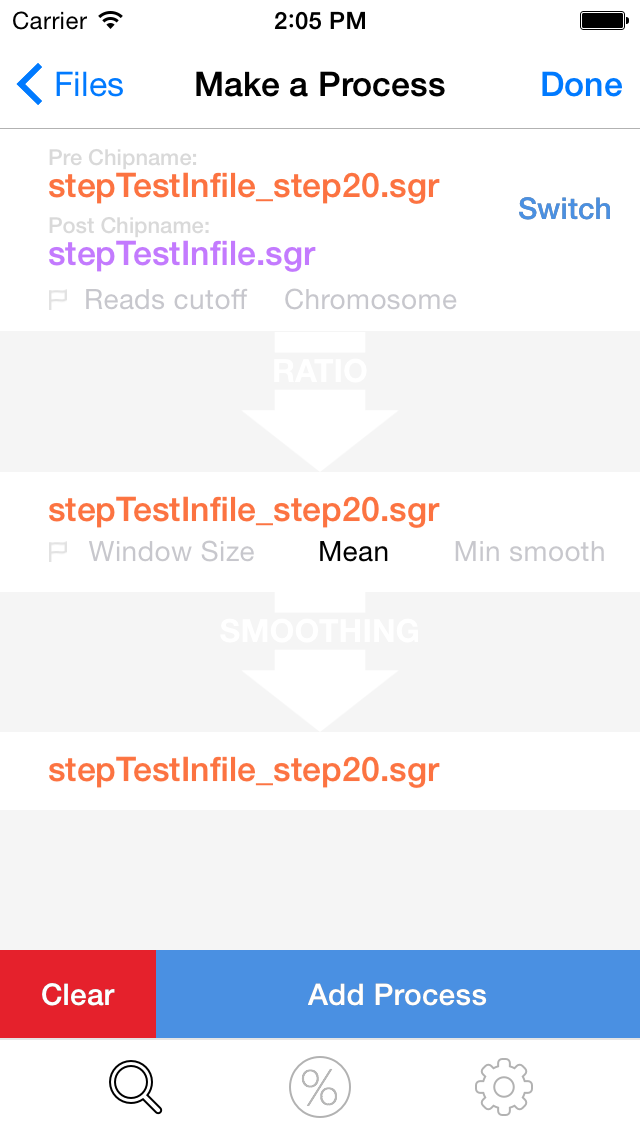 Carrier 2:05 PM
Files Make a Process Done
Pre Chipname:
stepTestInfile_step20.sgr
Switch
Post Chipname:
stepTestInfile.sgr
Reads cutoff Chromosome
RATIO
stepTestInfile_step20.sgr
Window Size Mean Min smooth
SMOOTHING
stepTestInfile_step20.sgr
Clear Add Process
%